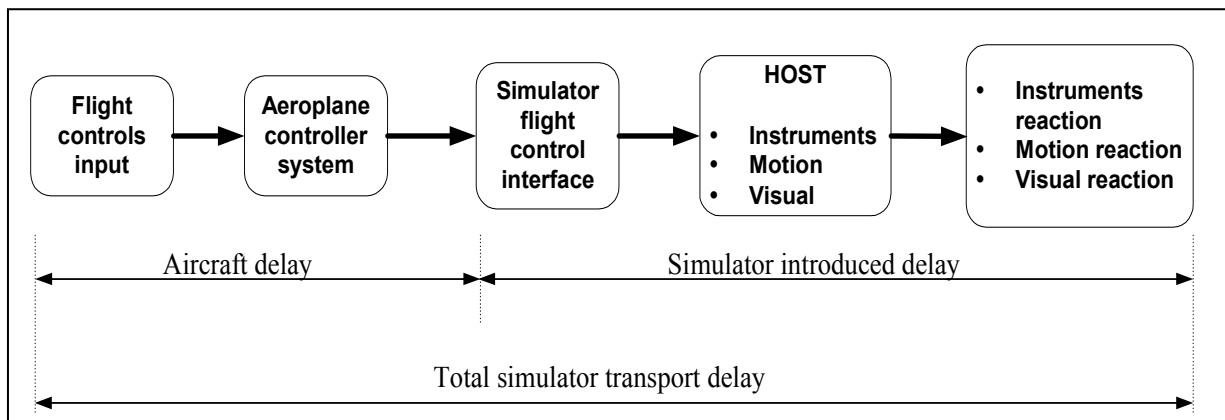 Flight
controls
input
Aeroplane
controller
system
Simulator
flight
control
interface
HOST
• Instruments
• Motion
• Visual
• Instruments
reaction
• Motion reaction
• Visual reaction
Aircraft delay
Simulator introduced delay
Total simulator transport delay